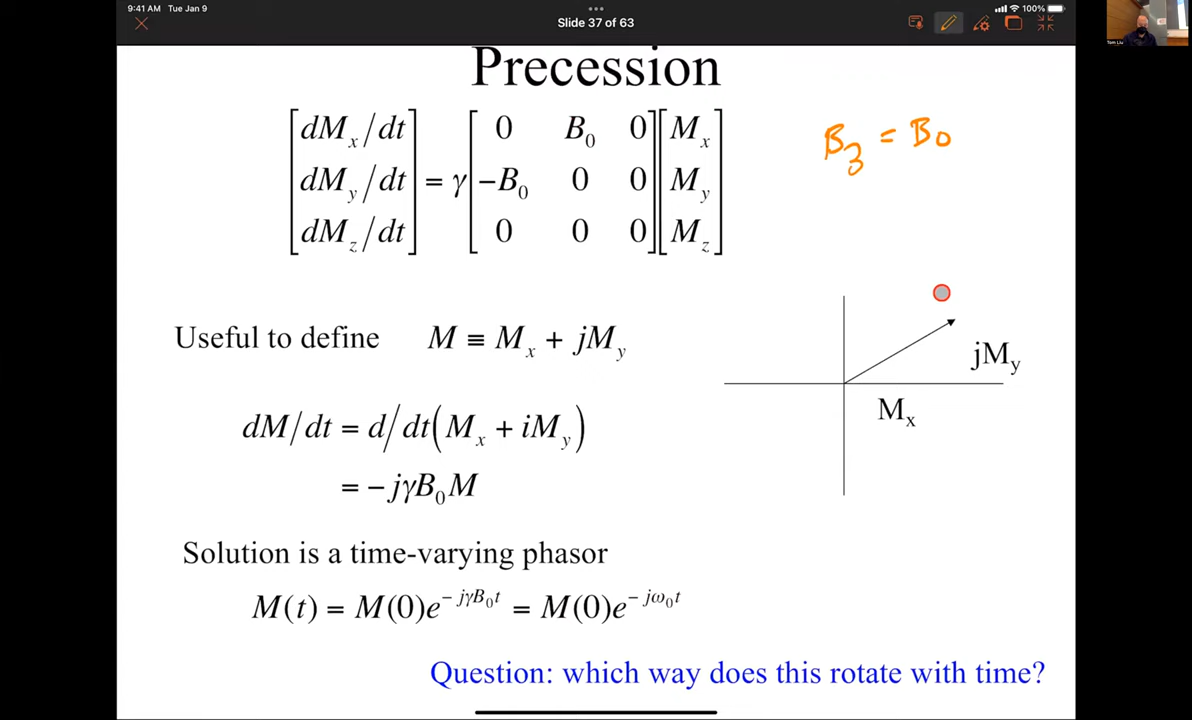 9:41 AM Tue Jan 9
100%
Slide 37 of 63
Tom Liu
Precession
[dM_x/dt] = γ [0 B_0 0] [M_x]
[dM_y/dt] [-B_0 0 0] [M_y]
[dM_z/dt] [0 0 0] [M_z]
B_z = B_0
Useful to define M ≡ M_x + jM_y
jM_y
M_x
dM/dt = d/dt(M_x + iM_y)
= -jγB_0M
Solution is a time-varying phasor
M(t) = M(0)e^{-jγB_0t} = M(0)e^{-jω_0t}
Question: which way does this rotate with time?